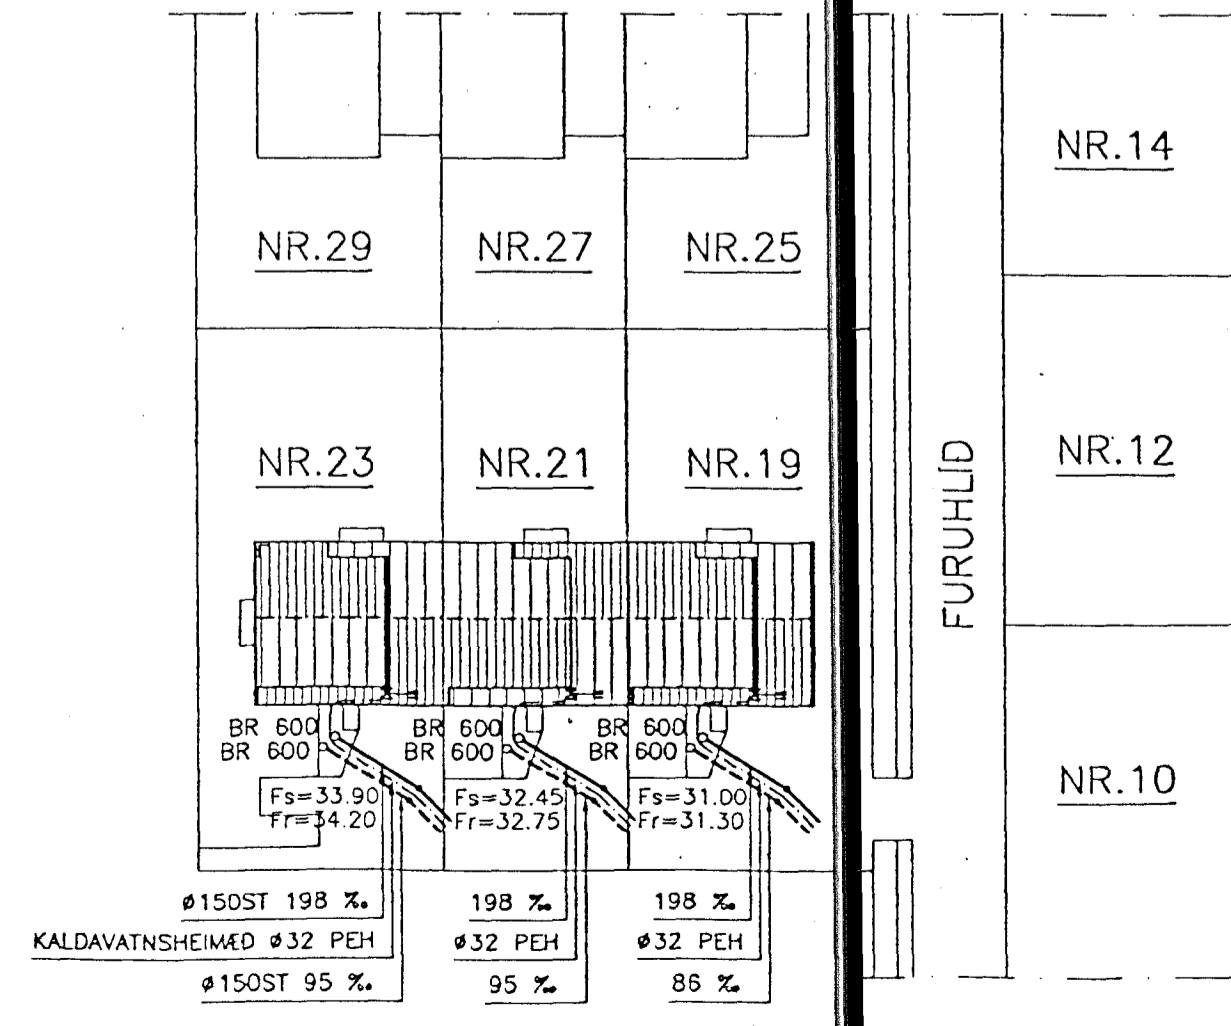 NR.14
NR.29 NR.27 NR.25
NR.23 NR.21 NR.19
NR.12
FURUHLÍD
BR 600 BR 600 BR 600
BR 600 BR 600 BR 600
NR.10
Fs=33.90 Fs=32.45 Fs=31.00
Fr=34.20 Fr=32.75 Fr=31.30
ø150ST 198 ‰ 198 ‰ 198 ‰
KALDAVATNSHEIMÆD ø32 PEH ø32 PEH ø32 PEH
ø150ST 95 ‰ 95 ‰ 86 ‰